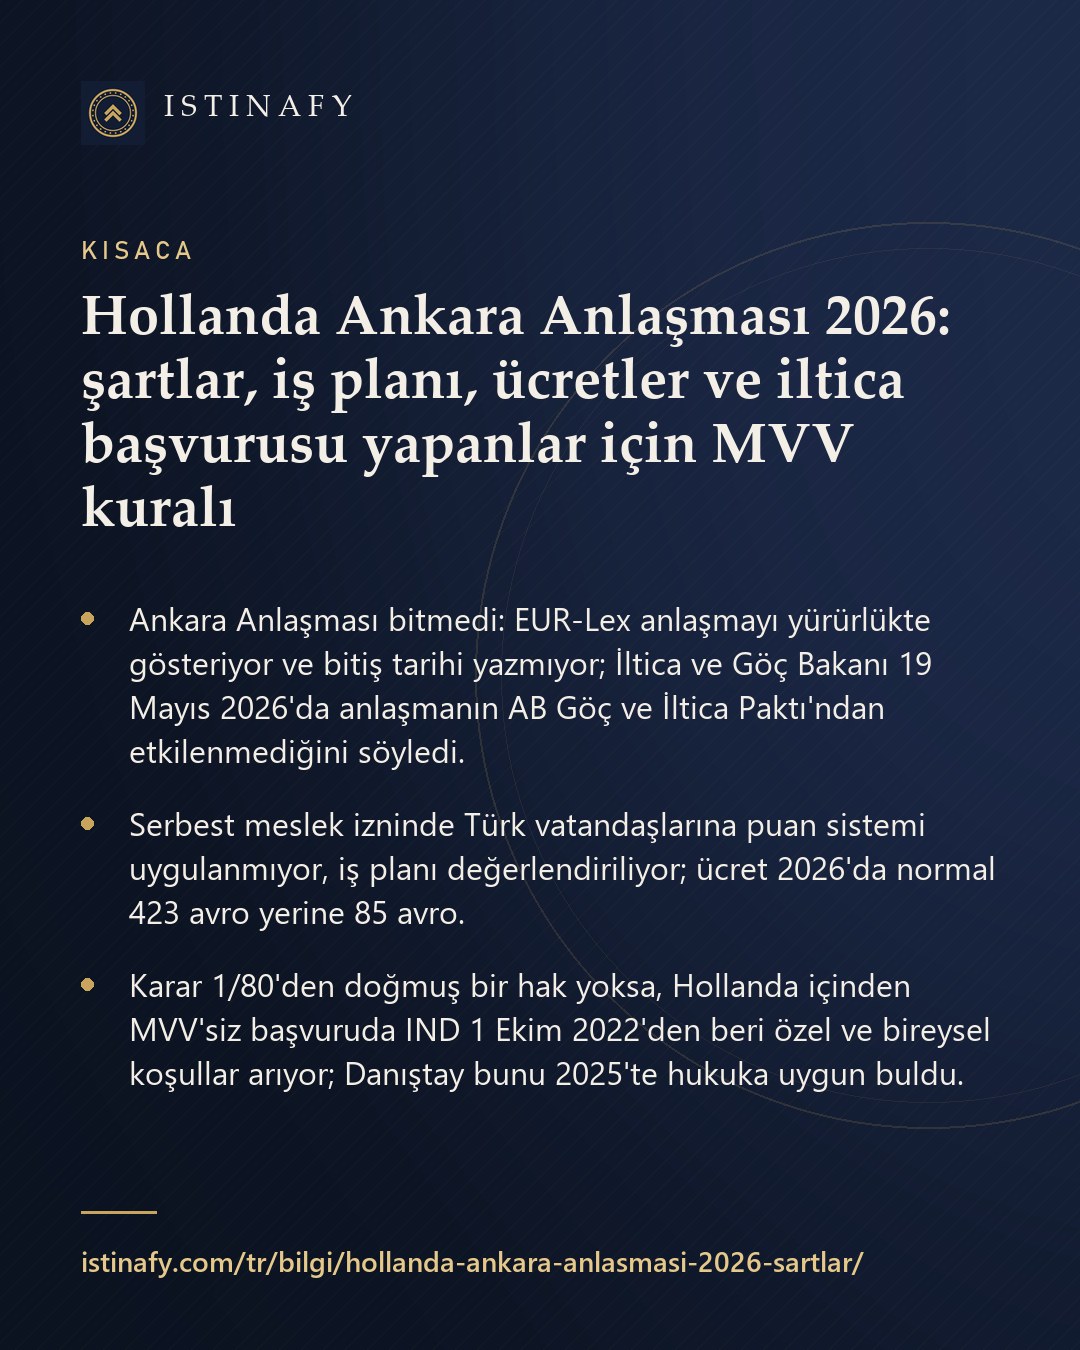 ISTINAFY
KISACA
Hollanda Ankara Anlaşması 2026:
şartlar, iş planı, ücretler ve iltica
başvurusu yapanlar için MVV
kuralı
Ankara Anlaşması bitmedi: EUR-Lex anlaşmayı yürürlükte
gösteriyor ve bitiş tarihi yazmıyor; İltica ve Göç Bakanı 19
Mayıs 2026'da anlaşmanın AB Göç ve İltica Paktı'ndan
etkilenmediğini söyledi.
Serbest meslek izninde Türk vatandaşlarına puan sistemi
uygulanmıyor, iş planı değerlendiriliyor; ücret 2026'da normal
423 avro yerine 85 avro.
Karar 1/80'den doğmuş bir hak yoksa, Hollanda içinden
MVV'siz başvuruda IND 1 Ekim 2022'den beri özel ve bireysel
koşullar arıyor; Danıştay bunu 2025'te hukuka uygun buldu.
istinafy.com/tr/bilgi/hollanda-ankara-anlasmasi-2026-sartlar/